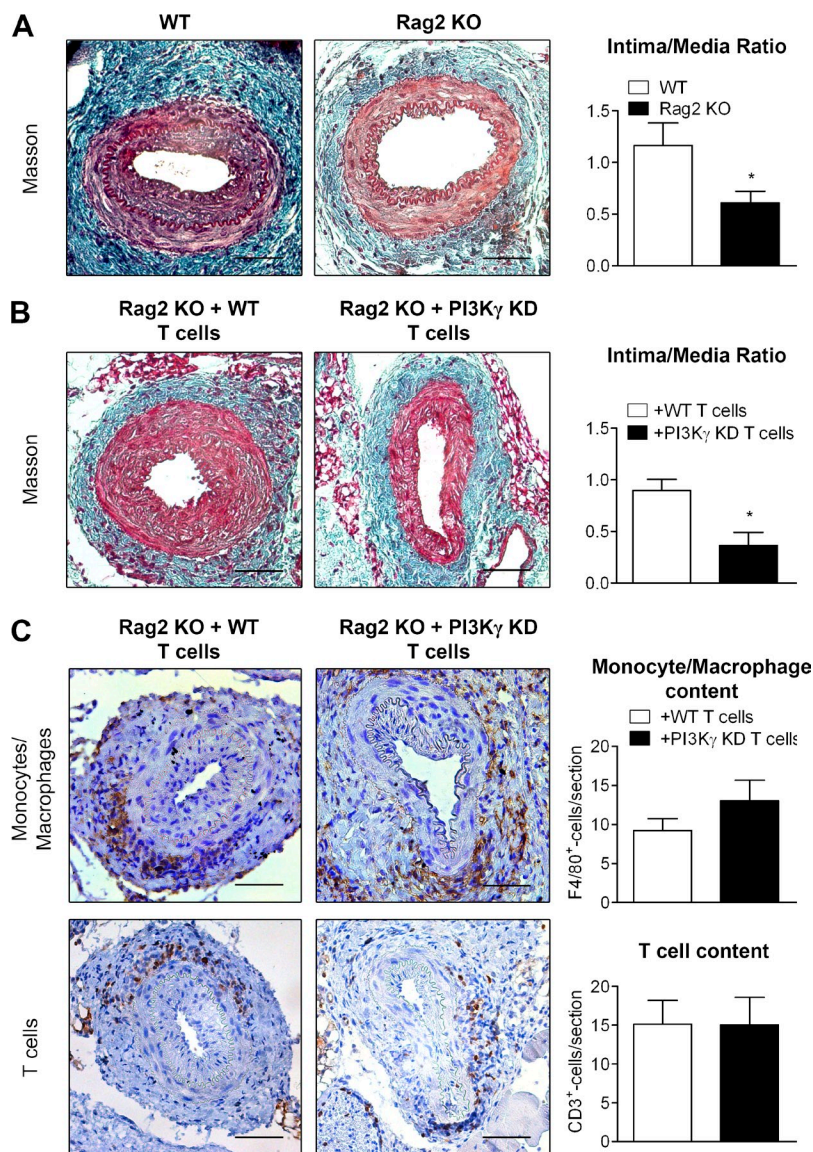 A
WT
Rag2 KO
Masson
Intima/Media Ratio
WT
Rag2 KO
1.5
1.0
0.5
0.0
*
B
Rag2 KO + WT
T cells
Rag2 KO + PI3Kγ KD
T cells
Masson
Intima/Media Ratio
+WT T cells
+PI3Kγ KD T cells
1.5
1.0
0.5
0.0
*
C
Rag2 KO + WT
T cells
Rag2 KO + PI3Kγ KD
T cells
Monocytes/
Macrophages
Monocyte/Macrophage
content
+WT T cells
+PI3Kγ KD T cells
F4/80⁺-cells/section
20
15
10
5
0
T cells
T cell content
CD3⁺-cells/section
20
15
10
5
0